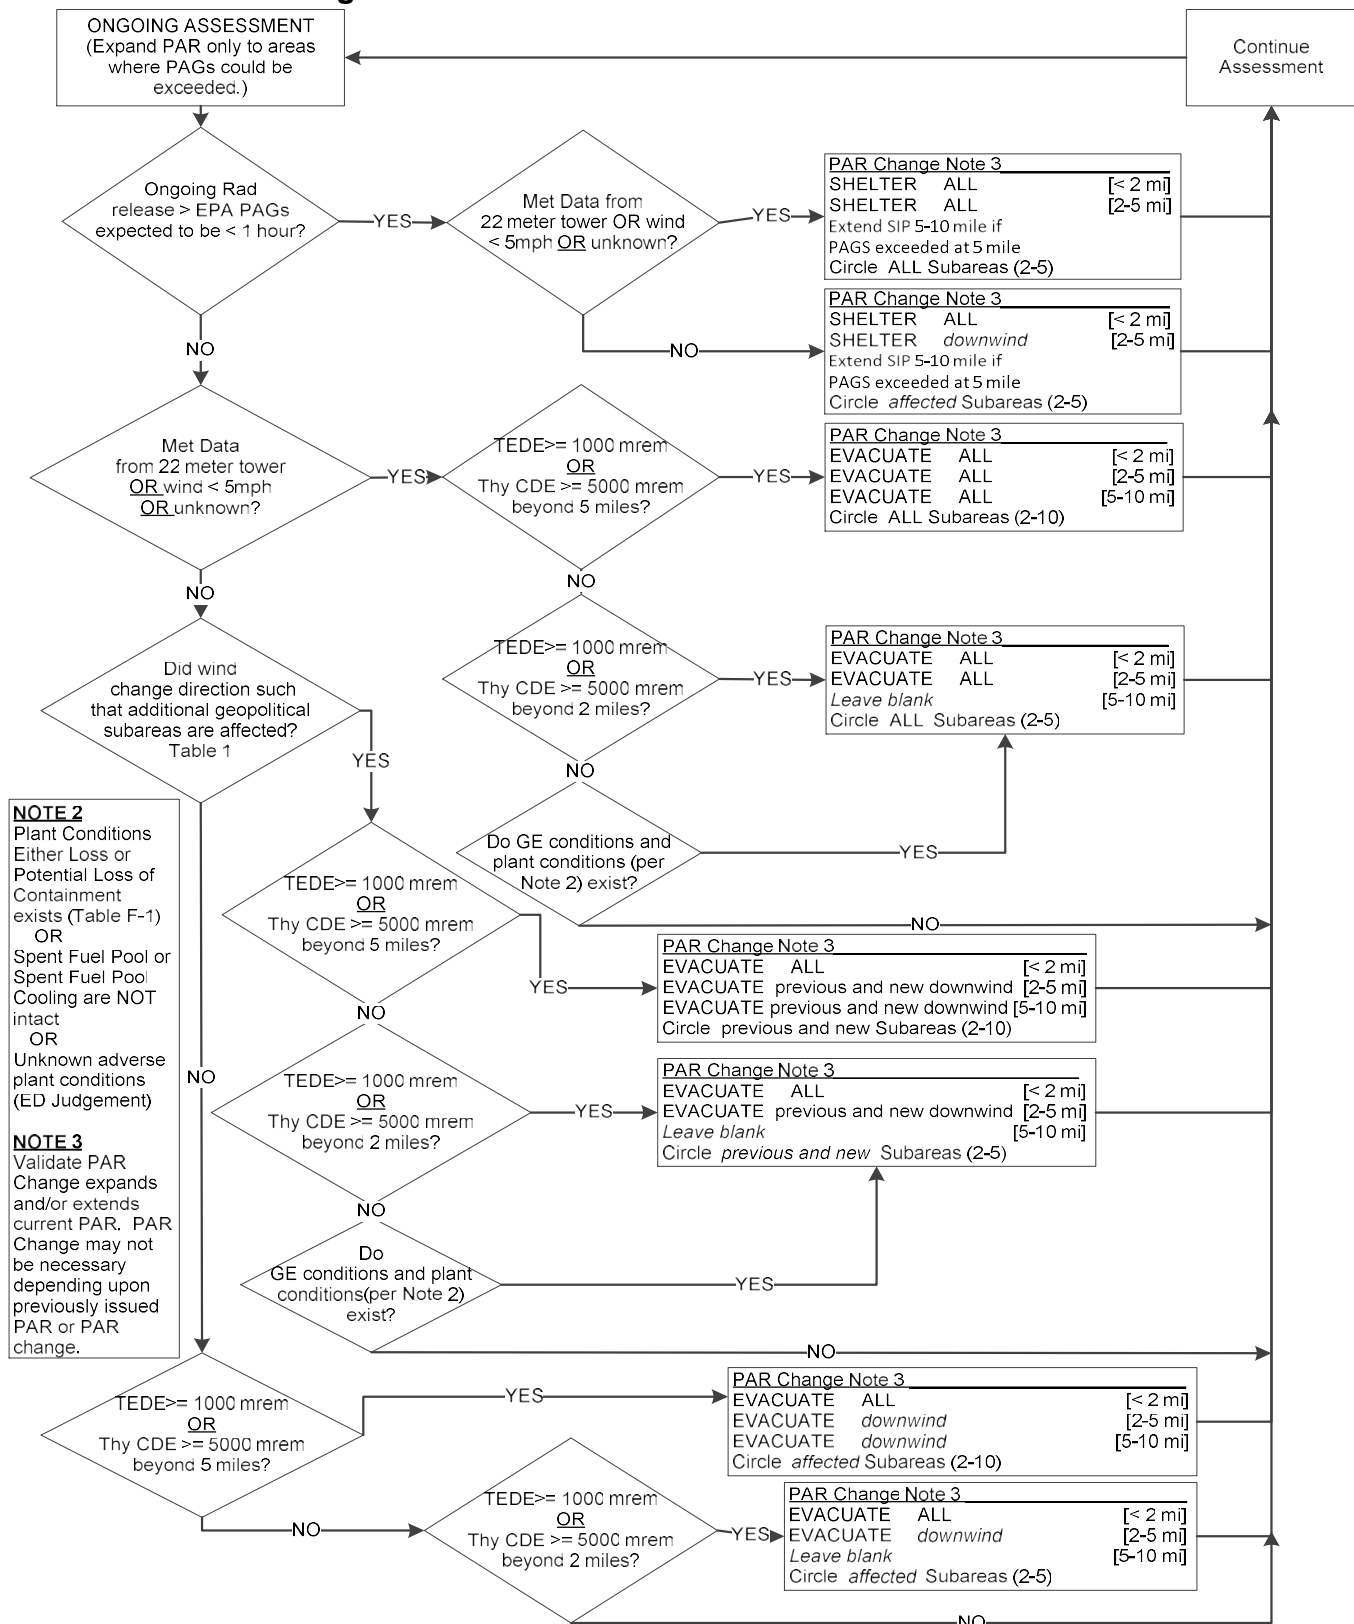 ONGOING ASSESSMENT
(Expand PAR only to areas
where PAGs could be
exceeded.)
Continue
Assessment
Ongoing Rad
release > EPA PAGs
expected to be < 1 hour?
YES
Met Data from
22 meter tower OR wind
< 5mph OR unknown?
YES
PAR Change Note 3
SHELTER ALL [< 2 mi]
SHELTER ALL [2-5 mi]
Extend SIP 5-10 mile if
PAGS exceeded at 5 mile
Circle ALL Subareas (2-5)
NO
PAR Change Note 3
SHELTER ALL [< 2 mi]
SHELTER downwind [2-5 mi]
Extend SIP 5-10 mile if
PAGS exceeded at 5 mile
Circle affected Subareas (2-5)
NO
Met Data
from 22 meter tower
OR wind < 5mph
OR unknown?
YES
TEDE>= 1000 mrem
OR
Thy CDE >= 5000 mrem
beyond 5 miles?
YES
PAR Change Note 3
EVACUATE ALL [< 2 mi]
EVACUATE ALL [2-5 mi]
EVACUATE ALL [5-10 mi]
Circle ALL Subareas (2-10)
NO
NO
TEDE>= 1000 mrem
OR
Thy CDE >= 5000 mrem
beyond 2 miles?
YES
PAR Change Note 3
EVACUATE ALL [< 2 mi]
EVACUATE ALL [2-5 mi]
Leave blank [5-10 mi]
Circle ALL Subareas (2-5)
Did wind
change direction such
that additional geopolitical
subareas are affected?
Table 1
YES
NO
Do GE conditions and
plant conditions (per
Note 2) exist?
YES
NO
NOTE 2
Plant Conditions
Either Loss or
Potential Loss of
Containment
exists (Table F-1)
OR
Spent Fuel Pool or
Spent Fuel Pool
Cooling are NOT
intact
OR
Unknown adverse
plant conditions
(ED Judgement)
NOTE 3
Validate PAR
Change expands
and/or extends
current PAR. PAR
Change may not
be necessary
depending upon
previously issued
PAR or PAR
change.
NO
TEDE>= 1000 mrem
OR
Thy CDE >= 5000 mrem
beyond 5 miles?
YES
PAR Change Note 3
EVACUATE ALL [< 2 mi]
EVACUATE previous and new downwind [2-5 mi]
EVACUATE previous and new downwind [5-10 mi]
Circle previous and new Subareas (2-10)
NO
TEDE>= 1000 mrem
OR
Thy CDE >= 5000 mrem
beyond 2 miles?
YES
PAR Change Note 3
EVACUATE ALL [< 2 mi]
EVACUATE previous and new downwind [2-5 mi]
Leave blank [5-10 mi]
Circle previous and new Subareas (2-5)
NO
Do
GE conditions and plant
conditions(per Note 2)
exist?
YES
NO
TEDE>= 1000 mrem
OR
Thy CDE >= 5000 mrem
beyond 5 miles?
YES
PAR Change Note 3
EVACUATE ALL [< 2 mi]
EVACUATE downwind [2-5 mi]
EVACUATE downwind [5-10 mi]
Circle affected Subareas (2-10)
NO
TEDE>= 1000 mrem
OR
Thy CDE >= 5000 mrem
beyond 2 miles?
YES
PAR Change Note 3
EVACUATE ALL [< 2 mi]
EVACUATE downwind [2-5 mi]
Leave blank [5-10 mi]
Circle affected Subareas (2-5)
NO